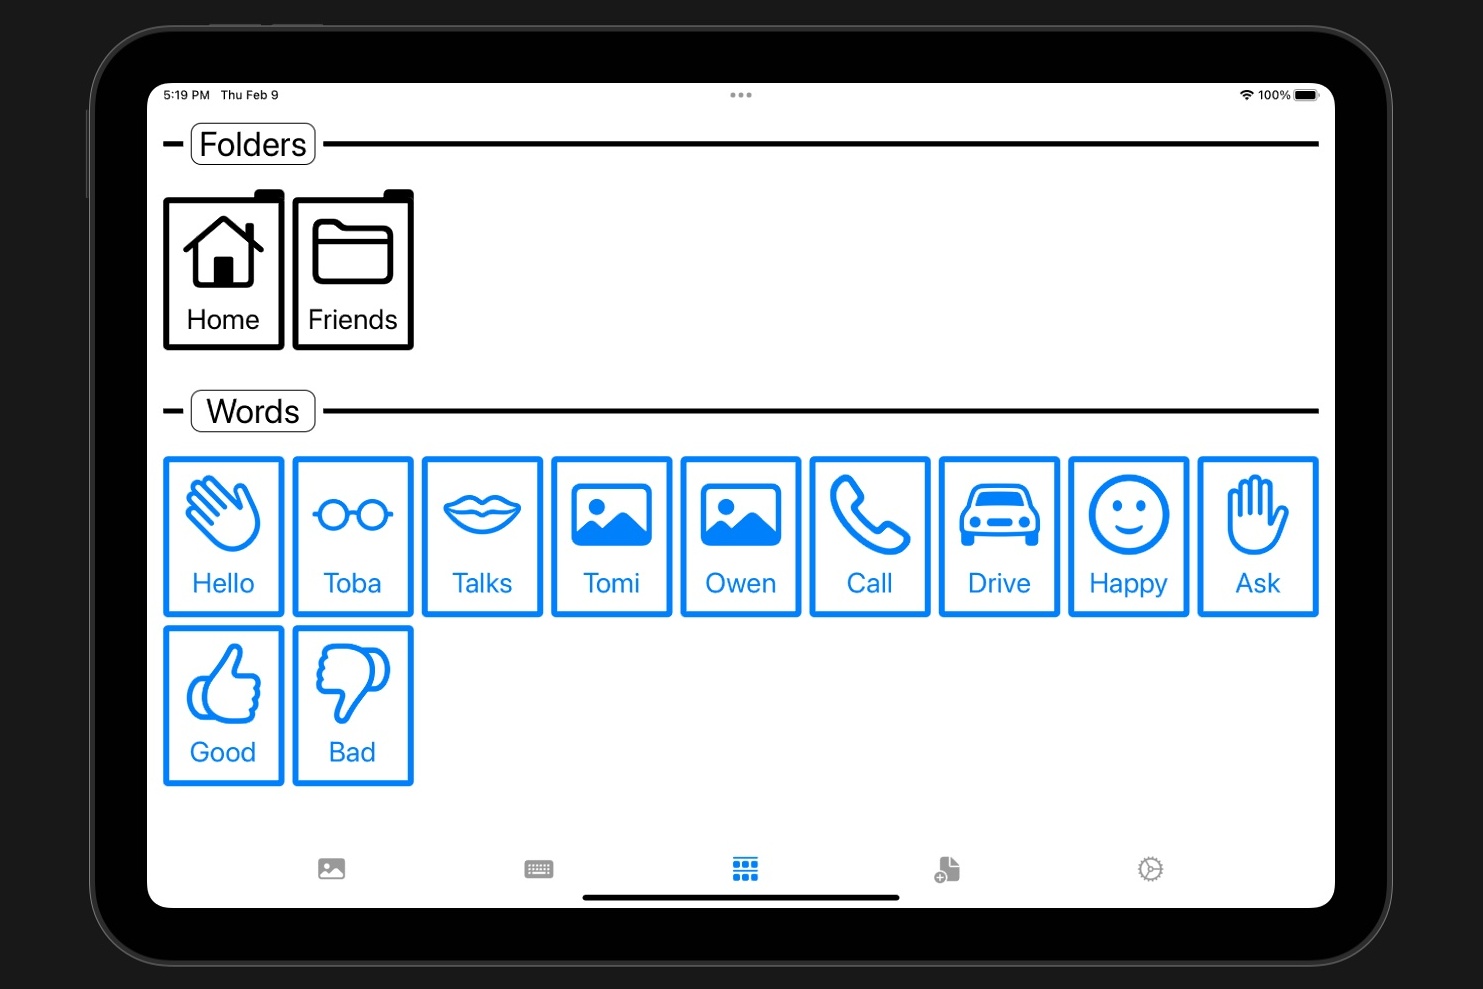 5:19 PM Thu Feb 9 100%
Folders
Home Friends
Words
Hello Toba Talks Tomi Owen Call Drive Happy Ask
Good Bad